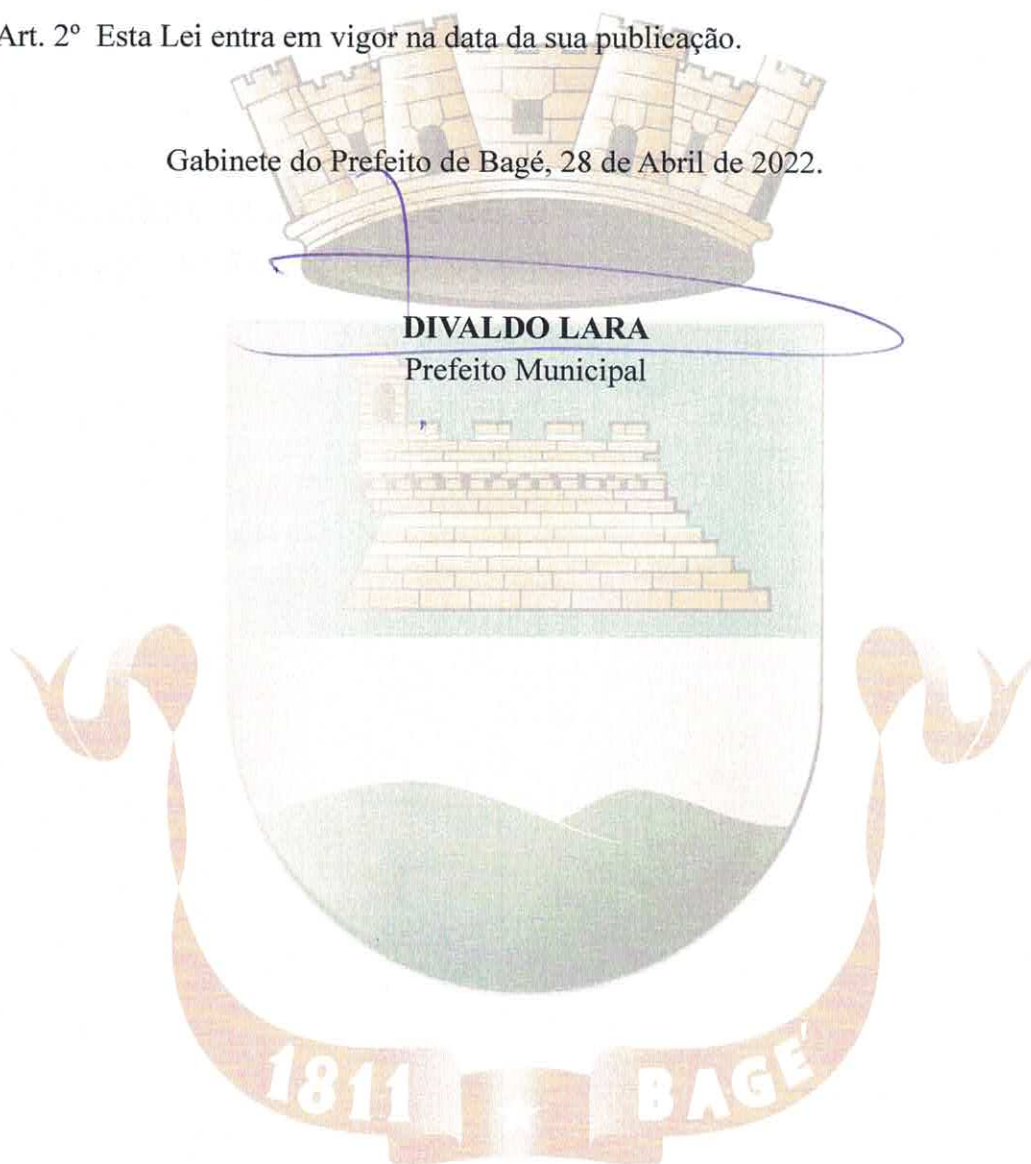 Art. 2º Esta Lei entra em vigor na data da sua publicação.
Gabinete do Prefeito de Bagé, 28 de Abril de 2022.
DIVALDO LARA
Prefeito Municipal
1811 BAGÉ